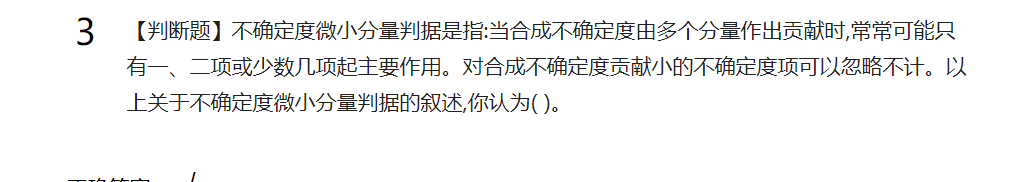 3 【判断题】不确定度微小分量判据是指:当合成不确定度由多个分量作出贡献时,常常可能只
有一、二项或少数几项起主要作用。对合成不确定度贡献小的不确定度项可以忽略不计。以
上关于不确定度微小分量判据的叙述,你认为( )。